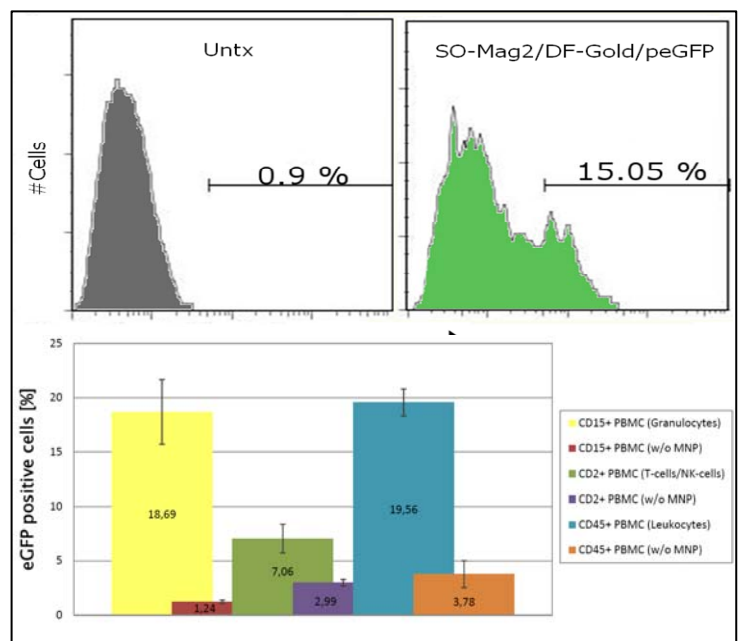 Untx
SO-Mag2/DF-Gold/peGFP
#Cells
0.9 %
15.05 %
eGFP positive cells [%]
25
20
15
10
5
0
18,69
1,24
7,06
2,99
19,56
3,78
CD15+ PBMC (Granulocytes)
CD15+ PBMC (w/o MNP)
CD2+ PBMC (T-cells/NK-cells)
CD2+ PBMC (w/o MNP)
CD45+ PBMC (Leukocytes)
CD45+ PBMC (w/o MNP)